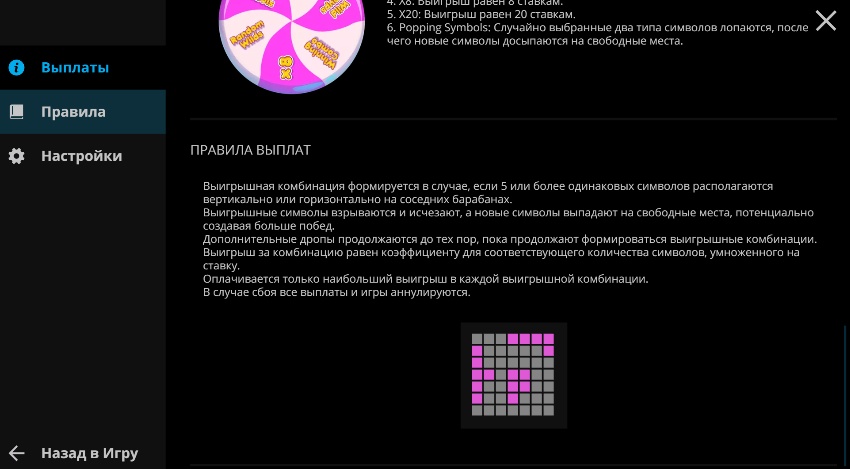 4. X8: Выигрыш равен 8 ставкам.
5. X20: Выигрыш равен 20 ставкам.
6. Popping Symbols: Случайно выбранные два типа символов лопаются, после
чего новые символы досыпаются на свободные места.
Random
Wilds
X8
Выплаты
Правила
Настройки
ПРАВИЛА ВЫПЛАТ
Выигрышная комбинация формируется в случае, если 5 или более одинаковых символов располагаются
вертикально или горизонтально на соседних барабанах.
Выигрышные символы взрываются и исчезают, а новые символы выпадают на свободные места, потенциально
создавая больше побед.
Дополнительные дропы продолжаются до тех пор, пока продолжают формироваться выигрышные комбинации.
Выигрыш за комбинацию равен коэффициенту для соответствующего количества символов, умноженного на
ставку.
Оплачивается только наибольший выигрыш в каждой выигрышной комбинации.
В случае сбоя все выплаты и игры аннулируются.
Назад в Игру